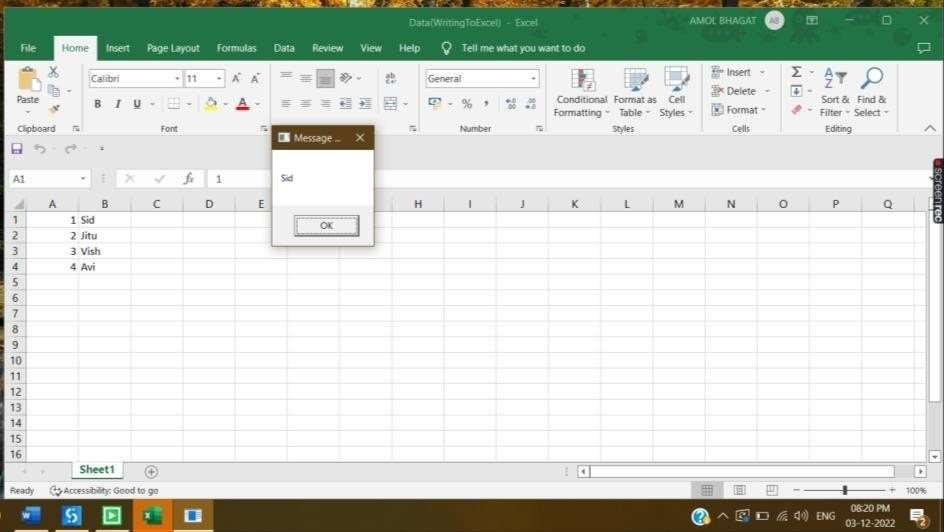 Data(WritingToExcel) - Excel
AMOL BHAGAT AB
File Home Insert Page Layout Formulas Data Review View Help Tell me what you want to do
Paste
Calibri 11
B I U
A
ab
General
% ,
Conditional Formatting
Format as Table
Cell Styles
Insert
Delete
Format
Σ
Sort & Filter
Find & Select
Clipboard Font Number Styles Cells Editing
Message ...
Sid
OK
A1 fx 1
A B C D E H I J K L M N O P Q
1 1 Sid
2 2 Jitu
3 3 Vish
4 4 Avi
5
6
7
8
9
10
11
12
13
14
15
16
Sheet1
Ready Accessibility: Good to go 100%
ENG
08:20 PM
03-12-2022
2
screenrec